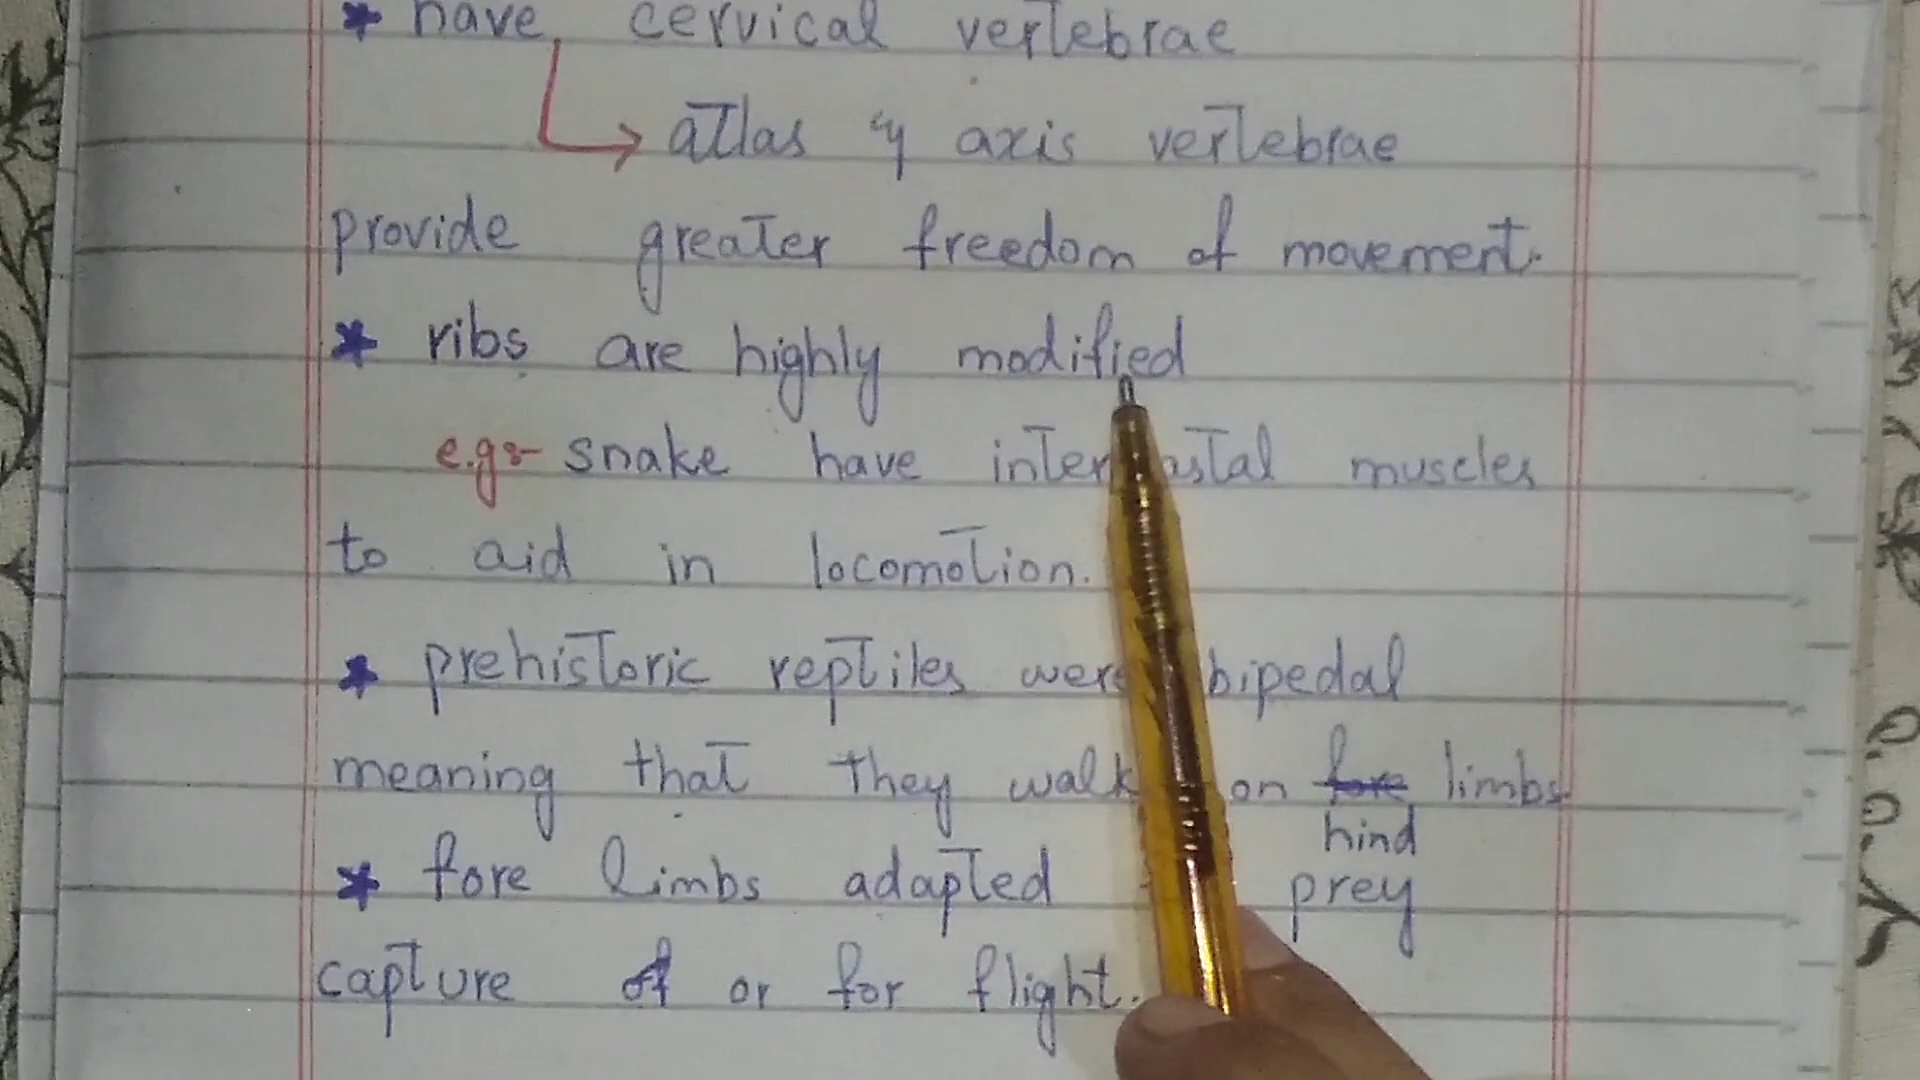 * have cervical vertebrae
atlas & axis vertebrae
provide greater freedom of movement.
* ribs are highly modified
e.g:- snake have intercostal muscles
to aid in locomotion.
* prehistoric reptiles were bipedal
meaning that they walk on fore limbs
hind
* fore limbs adapted prey
capture or for flight.